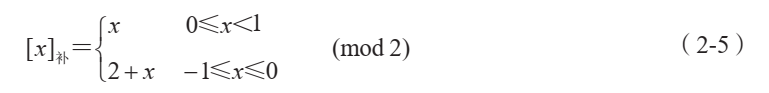 [x]补={x 0≤x<1
2+x −1≤x≤0 (mod 2) （2-5）